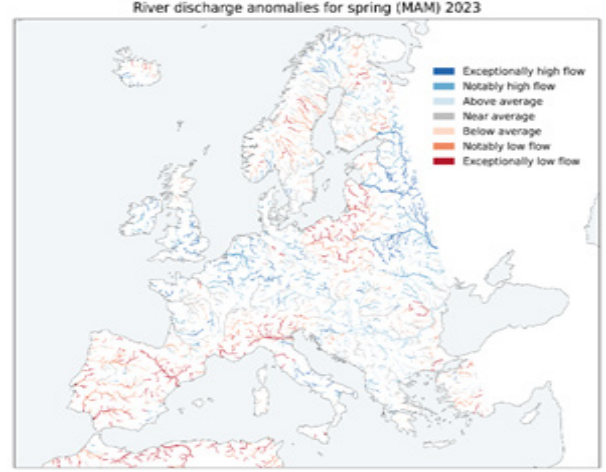 River discharge anomalies for spring (MAM) 2023
Exceptionally high flow
Notably high flow
Above average
Near average
Below average
Notably low flow
Exceptionally low flow